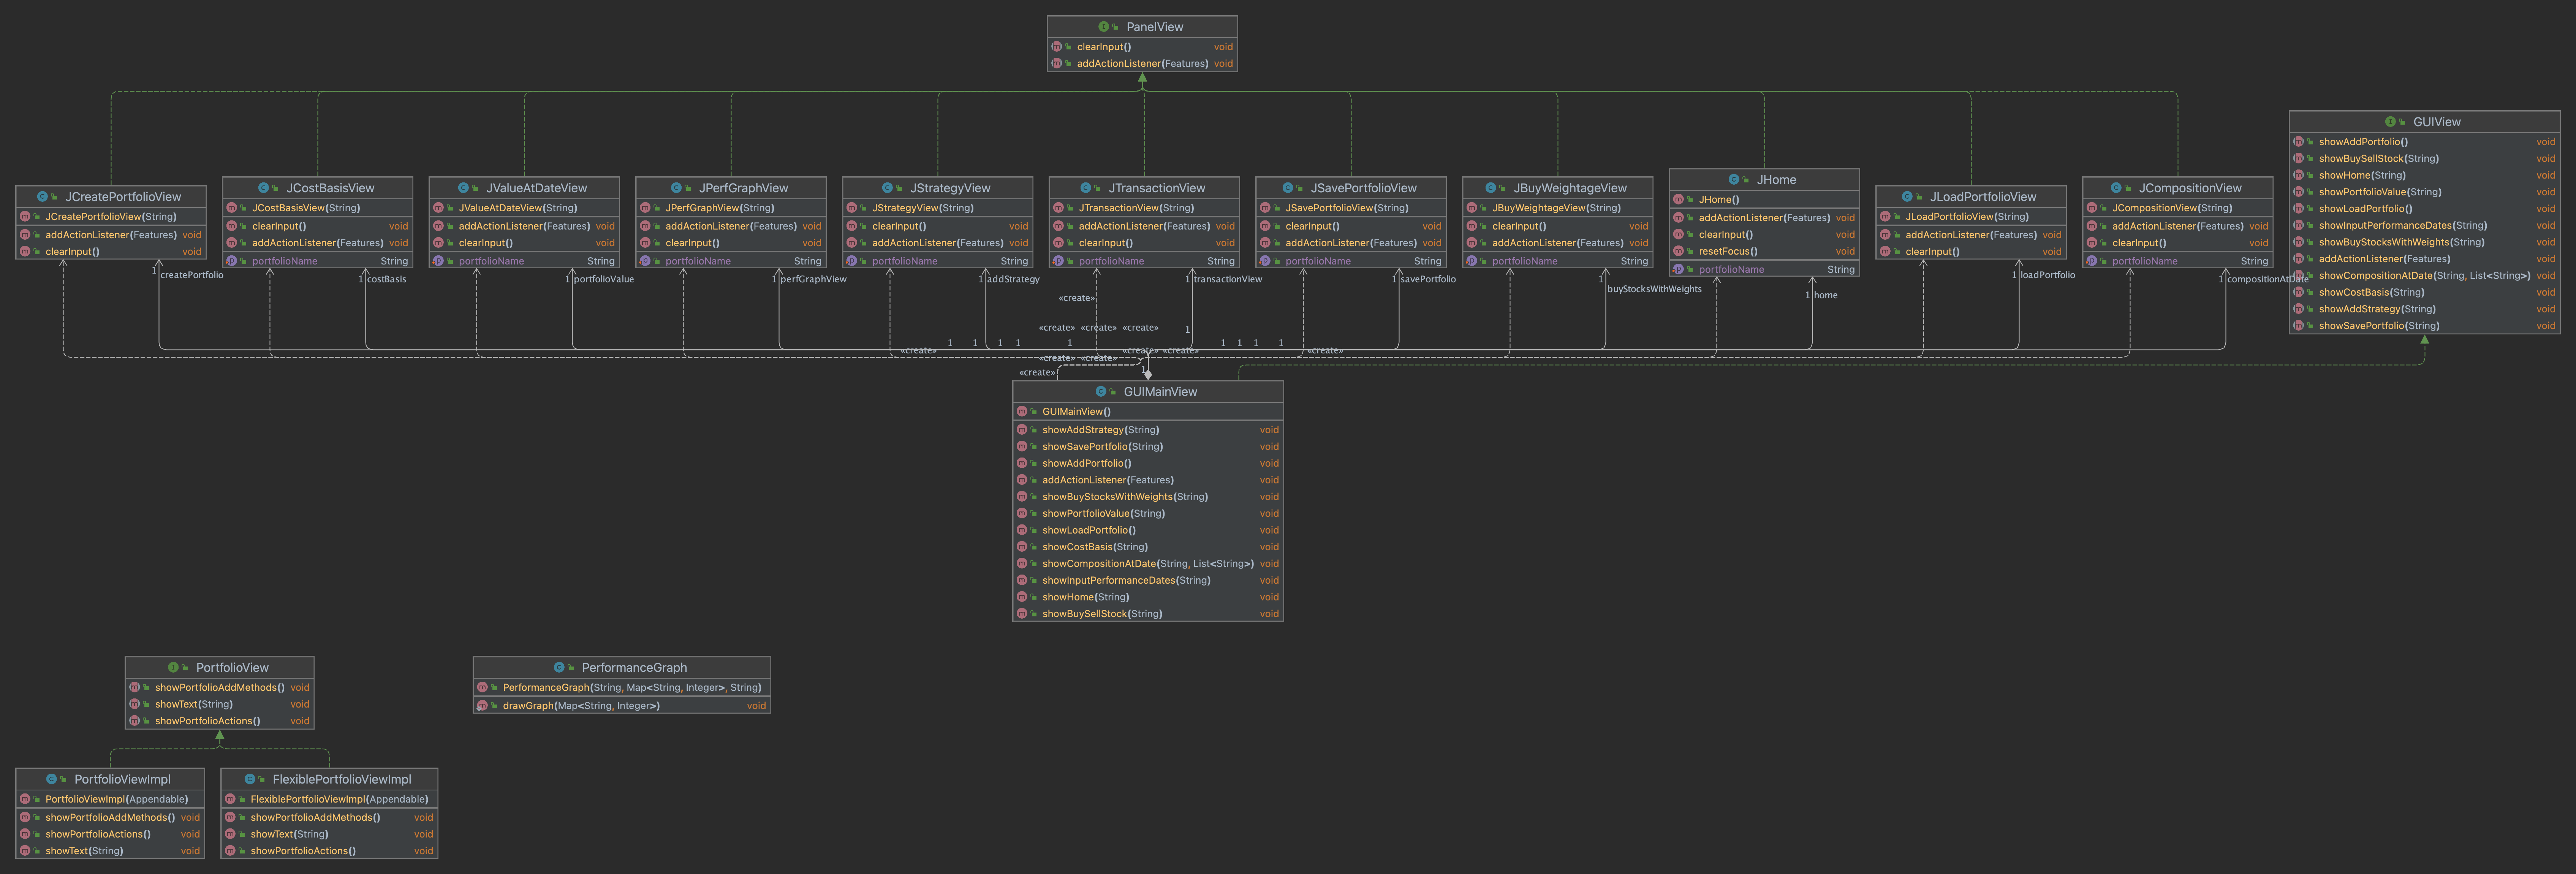 PanelView
clearInput() void
addActionListener(Features) void
GUIView
showAddPortfolio() void
showBuySellStock(String) void
showHome(String) void
showPortfolioValue(String) void
showLoadPortfolio() void
showInputPerformanceDates(String) void
showBuyStocksWithWeights(String) void
addActionListener(Features) void
showCompositionAtDate(String, List<String>) void
showCostBasis(String) void
showAddStrategy(String) void
showSavePortfolio(String) void
JCreatePortfolioView
JCreatePortfolioView(String)
addActionListener(Features) void
clearInput() void
JCostBasisView
JCostBasisView(String)
clearInput() void
addActionListener(Features) void
portfolioName String
JValueAtDateView
JValueAtDateView(String)
addActionListener(Features) void
clearInput() void
portfolioName String
JPerfGraphView
JPerfGraphView(String)
addActionListener(Features) void
clearInput() void
portfolioName String
JStrategyView
JStrategyView(String)
clearInput() void
addActionListener(Features) void
portfolioName String
JTransactionView
JTransactionView(String)
addActionListener(Features) void
clearInput() void
portfolioName String
JSavePortfolioView
JSavePortfolioView(String)
clearInput() void
addActionListener(Features) void
portfolioName String
JBuyWeightageView
JBuyWeightageView(String)
clearInput() void
addActionListener(Features) void
portfolioName String
JHome
JHome()
addActionListener(Features) void
clearInput() void
resetFocus() void
portfolioName String
JLoadPortfolioView
JLoadPortfolioView(String)
addActionListener(Features) void
clearInput() void
JCompositionView
JCompositionView(String)
addActionListener(Features) void
clearInput() void
portfolioName String
1 createPortfolio
1 costBasis
1 portfolioValue
1 perfGraphView
1 addStrategy
1 transactionView
1 savePortfolio
1 buyStocksWithWeights
1 home
1 loadPortfolio
1 compositionAtDate
«create»
«create» «create» «create» 1
1 1 1 1 1 1 1 1 1
«create» «create» «create» «create»
«create» «create»
«create» 1
GUIMainView
GUIMainView()
showAddStrategy(String) void
showSavePortfolio(String) void
showAddPortfolio() void
addActionListener(Features) void
showBuyStocksWithWeights(String) void
showPortfolioValue(String) void
showLoadPortfolio() void
showCostBasis(String) void
showCompositionAtDate(String, List<String>) void
showInputPerformanceDates(String) void
showHome(String) void
showBuySellStock(String) void
PortfolioView
showPortfolioAddMethods() void
showText(String) void
showPortfolioActions() void
PerformanceGraph
PerformanceGraph(String, Map<String, Integer>, String)
drawGraph(Map<String, Integer>) void
PortfolioViewImpl
PortfolioViewImpl(Appendable)
showPortfolioAddMethods() void
showPortfolioActions() void
showText(String) void
FlexiblePortfolioViewImpl
FlexiblePortfolioViewImpl(Appendable)
showPortfolioAddMethods() void
showText(String) void
showPortfolioActions() void